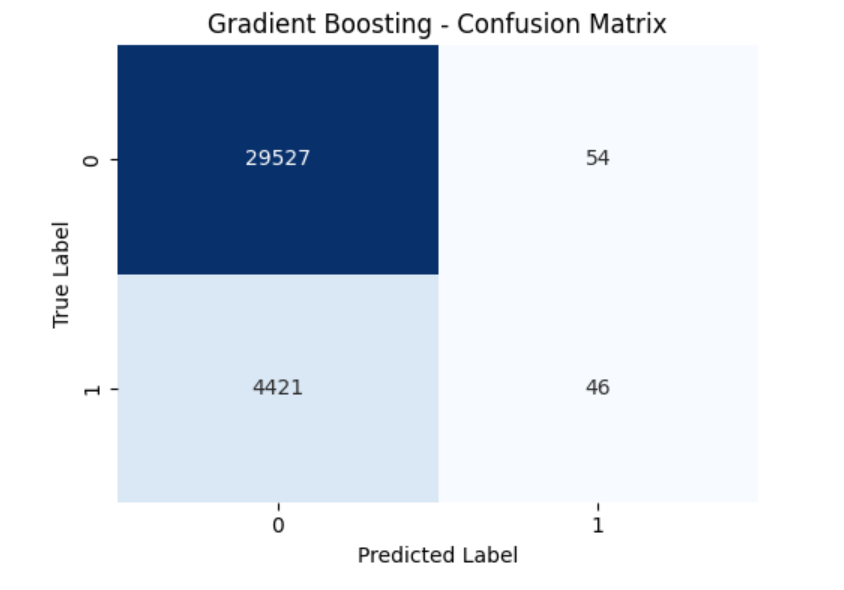 Gradient Boosting - Confusion Matrix
True Label
0
29527
54
1
4421
46
0
1
Predicted Label